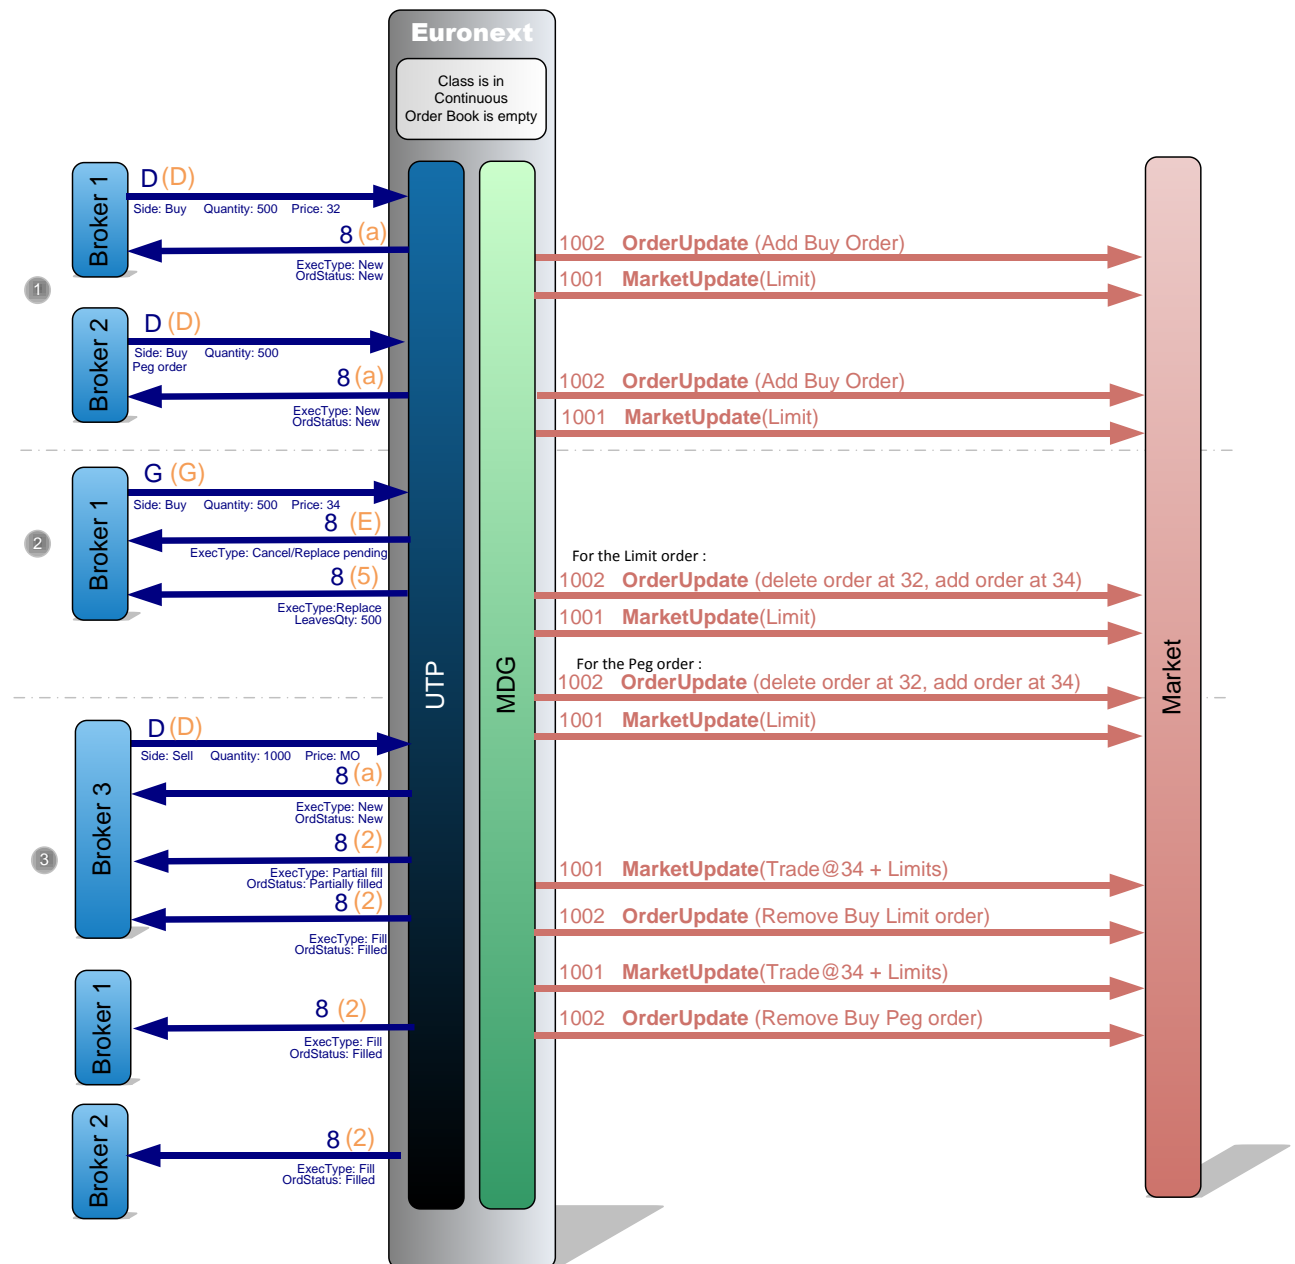 Euronext
Class is in
Continuous
Order Book is empty
Broker 1
D (D)
Side: Buy Quantity: 500 Price: 32
8 (a)
ExecType: New
OrdStatus: New
1002 OrderUpdate (Add Buy Order)
1001 MarketUpdate(Limit)
1
Broker 2
D (D)
Side: Buy Quantity: 500
Peg order
8 (a)
ExecType: New
OrdStatus: New
1002 OrderUpdate (Add Buy Order)
1001 MarketUpdate(Limit)
Broker 1
G (G)
Side: Buy Quantity: 500 Price: 34
8 (E)
ExecType: Cancel/Replace pending
2
8 (5)
ExecType:Replace
LeavesQty: 500
For the Limit order :
1002 OrderUpdate (delete order at 32, add order at 34)
1001 MarketUpdate(Limit)
For the Peg order :
1002 OrderUpdate (delete order at 32, add order at 34)
1001 MarketUpdate(Limit)
UTP
MDG
Market
Broker 3
D (D)
Side: Sell Quantity: 1000 Price: MO
8 (a)
ExecType: New
OrdStatus: New
3
8 (2)
ExecType: Partial fill
OrdStatus: Partially filled
8 (2)
ExecType: Fill
OrdStatus: Filled
1001 MarketUpdate(Trade@34 + Limits)
1002 OrderUpdate (Remove Buy Limit order)
1001 MarketUpdate(Trade@34 + Limits)
1002 OrderUpdate (Remove Buy Peg order)
Broker 1
8 (2)
ExecType: Fill
OrdStatus: Filled
Broker 2
8 (2)
ExecType: Fill
OrdStatus: Filled